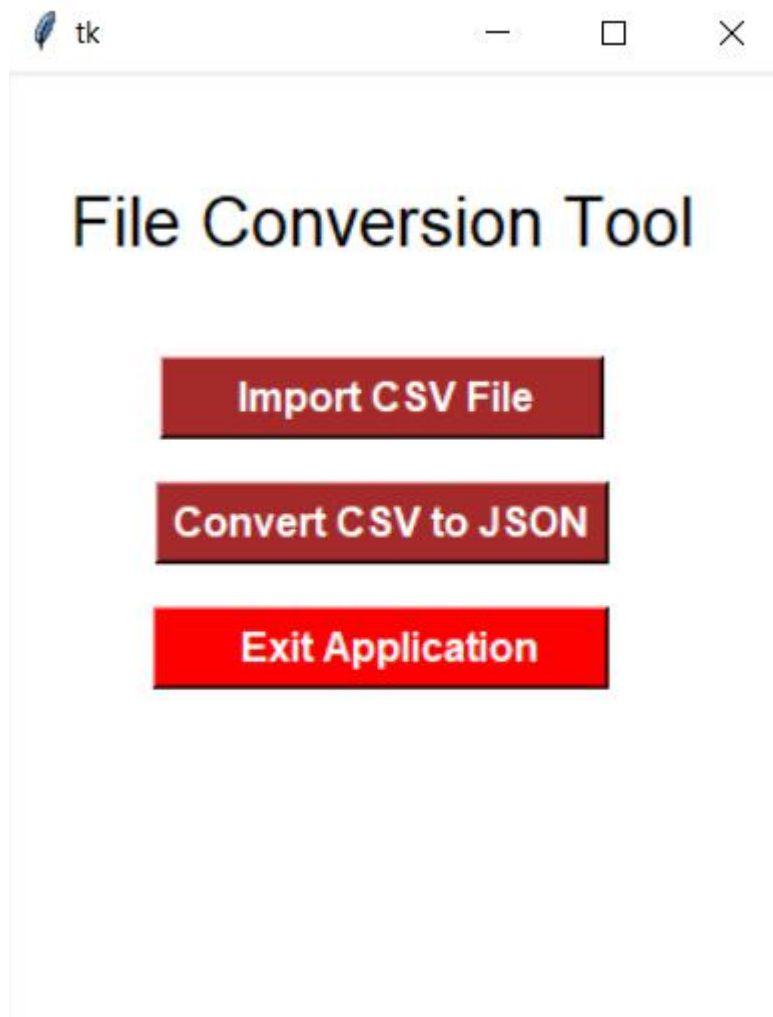 tk
File Conversion Tool
Import CSV File
Convert CSV to JSON
Exit Application